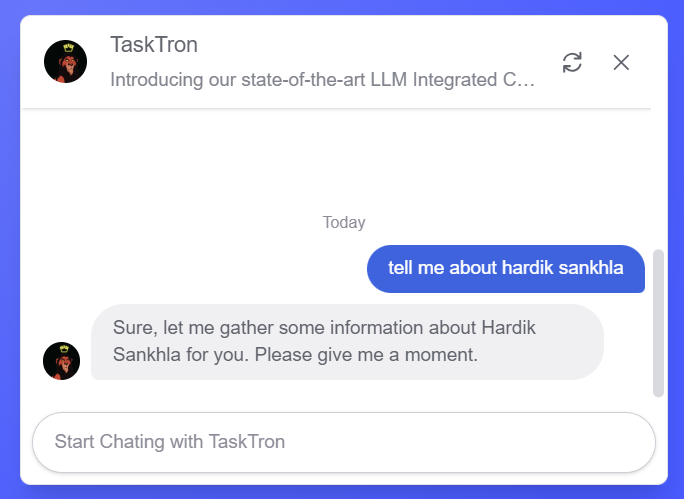 TaskTron
Introducing our state-of-the-art LLM Integrated C...
Today
tell me about hardik sankhla
Sure, let me gather some information about Hardik
Sankhla for you. Please give me a moment.
Start Chating with TaskTron